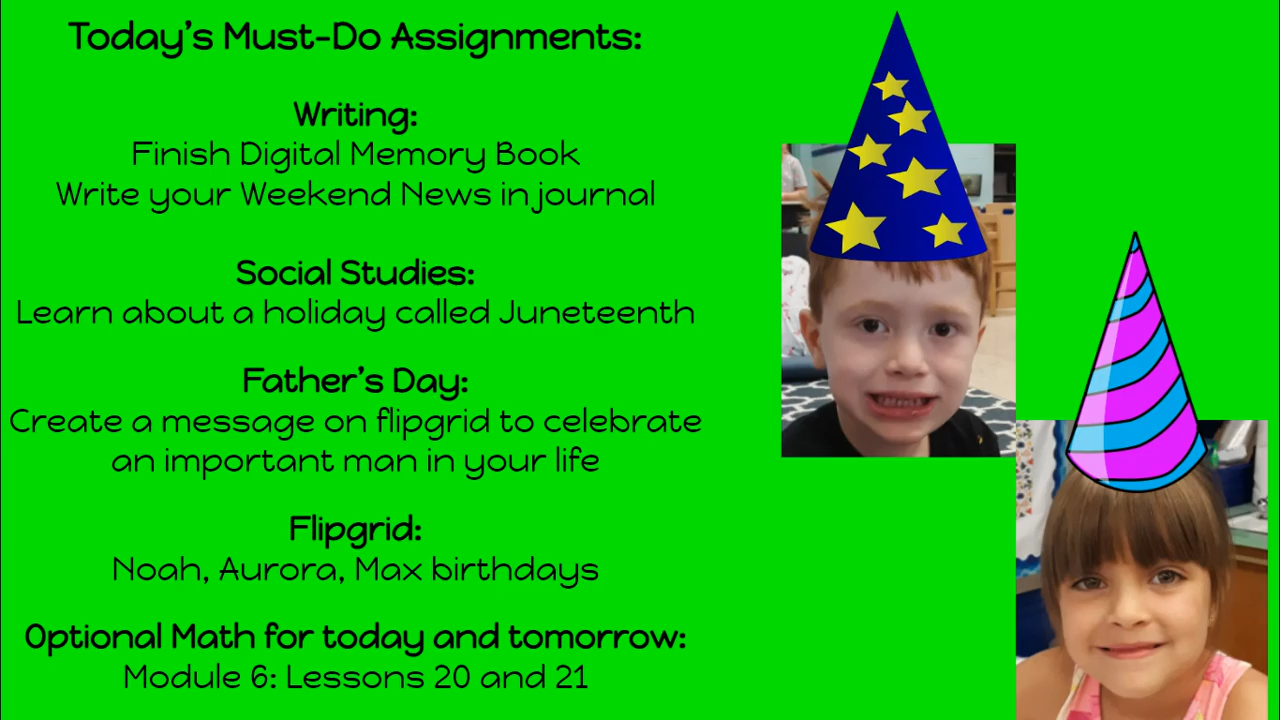 Today's Must-Do Assignments:
Writing:
Finish Digital Memory Book
Write your Weekend News in journal
Social Studies:
Learn about a holiday called Juneteenth
Father's Day:
Create a message on flipgrid to celebrate
an important man in your life
Flipgrid:
Noah, Aurora, Max birthdays
Optional Math for today and tomorrow:
Module 6: Lessons 20 and 21